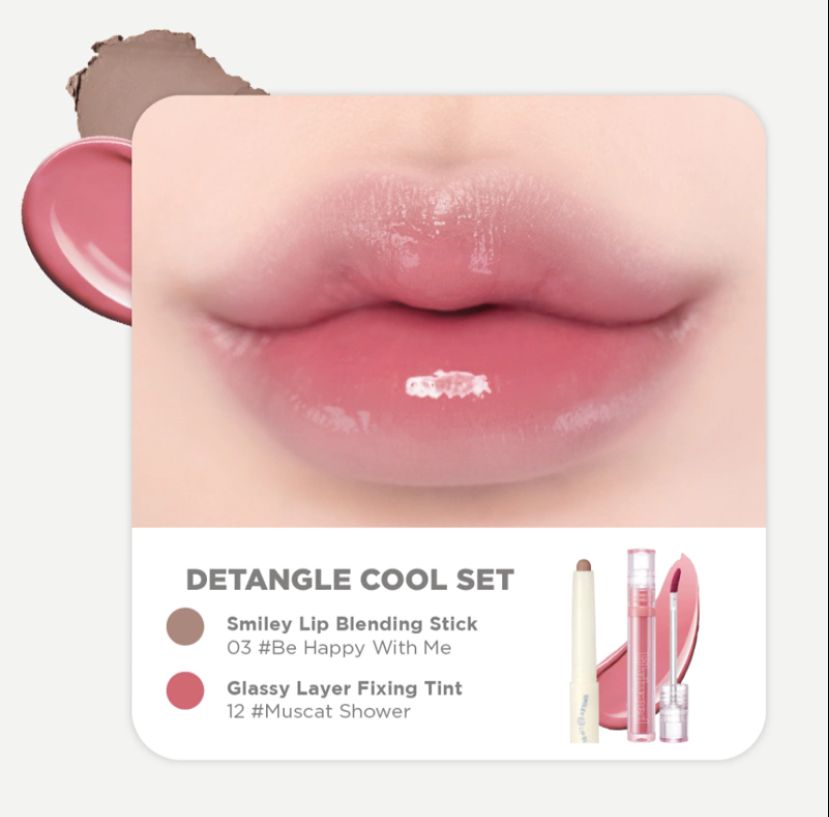 DETANGLE COOL SET
Smiley Lip Blending Stick
03 #Be Happy With Me
Glassy Layer Fixing Tint
12 #Muscat Shower